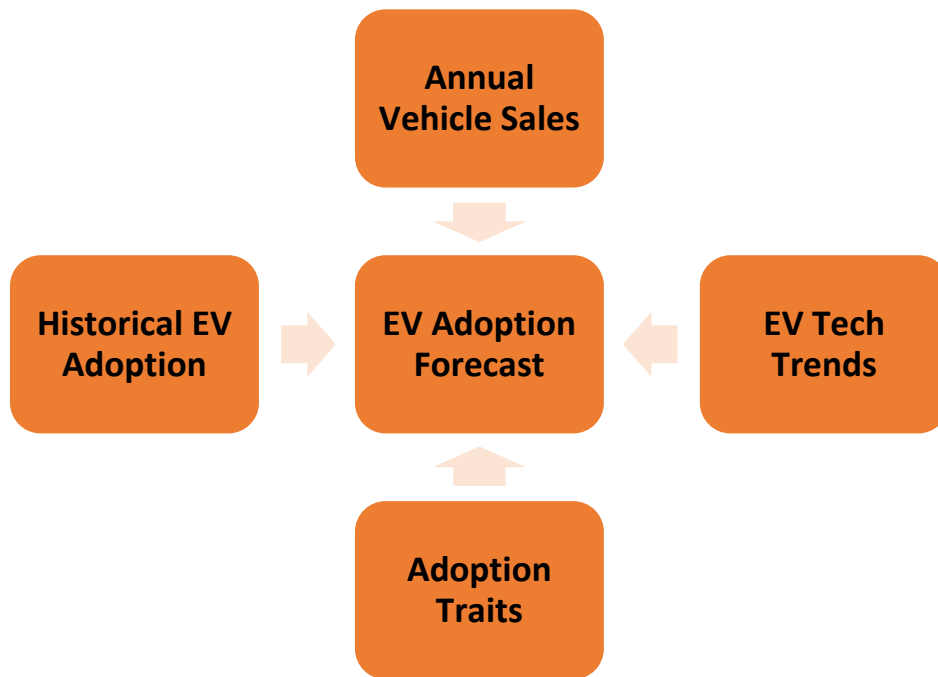 Annual
Vehicle Sales
Historical EV
Adoption
EV Adoption
Forecast
EV Tech
Trends
Adoption
Traits